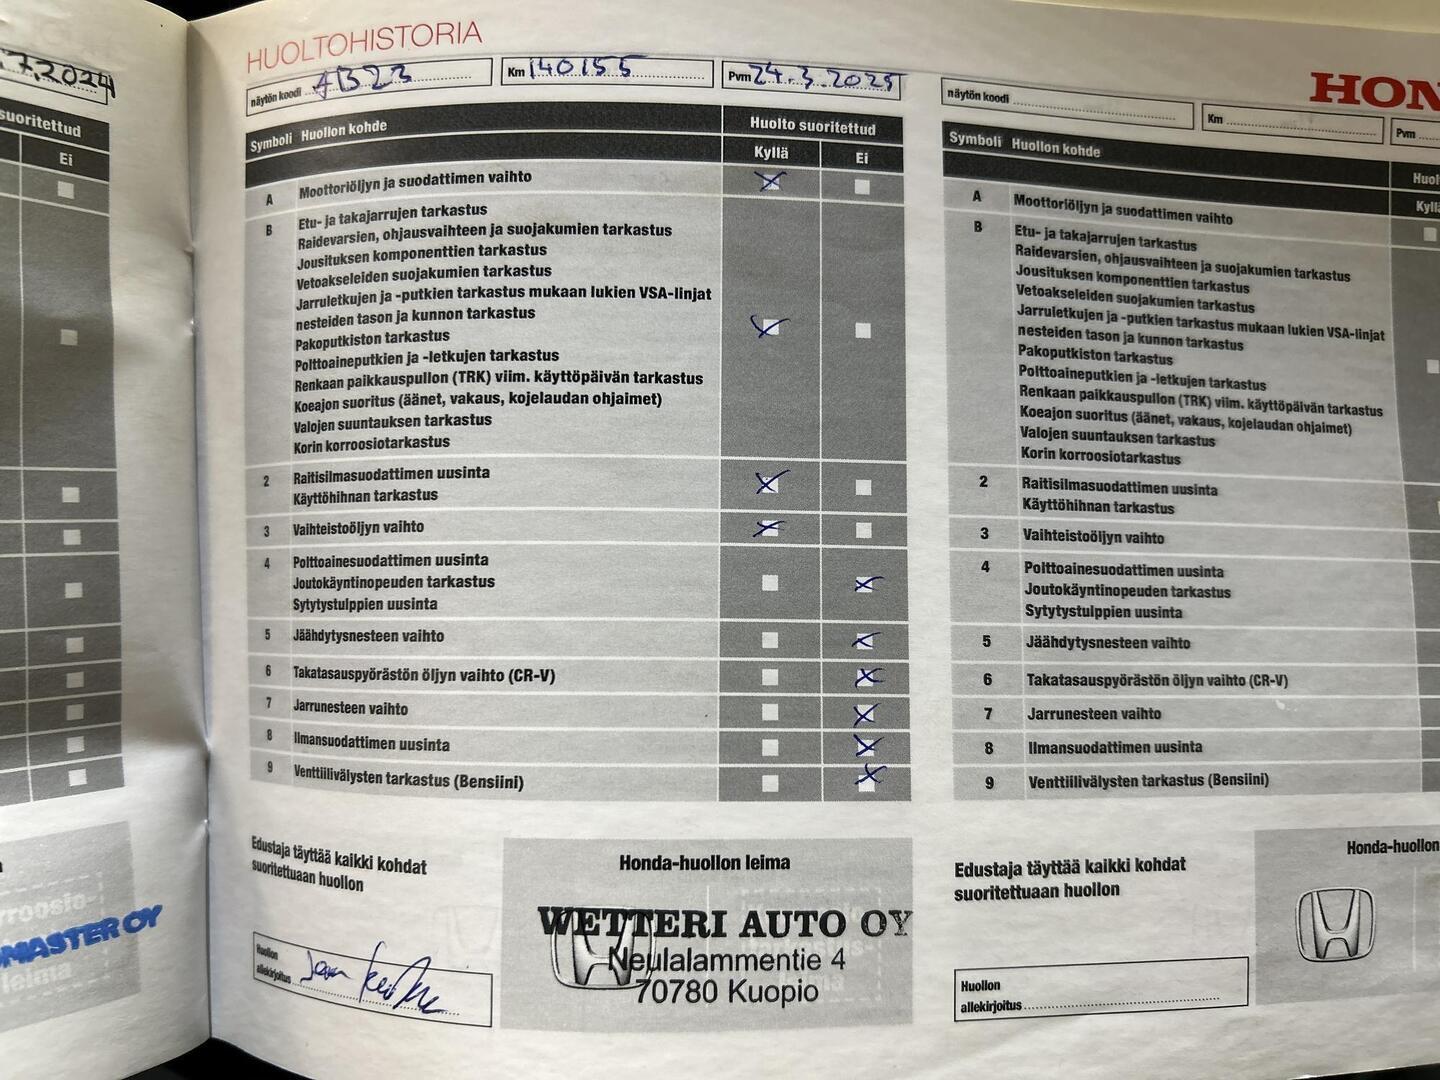 .7.2024
suoritettud
Ei
MASTER OY
HUOLTOHISTORIA
näytön koodi AB23
Km 140155
Pvm 24.3.2025
Symboli Huollon kohde
Huolto suoritettud
Kyllä Ei
A Moottoriöljyn ja suodattimen vaihto
B Etu- ja takajarrujen tarkastus
Raidevarsien, ohjausvaihteen ja suojakumien tarkastus
Jousituksen komponenttien tarkastus
Vetoakseleiden suojakumien tarkastus
Jarruletkujen ja -putkien tarkastus mukaan lukien VSA-linjat
nesteiden tason ja kunnon tarkastus
Pakoputkiston tarkastus
Polttoaineputkien ja -letkujen tarkastus
Renkaan paikkauspullon (TRK) viim. käyttöpäivän tarkastus
Koeajon suoritus (äänet, vakaus, kojelaudan ohjaimet)
Valojen suuntauksen tarkastus
Korin korroosiotarkastus
2 Raitisilmasuodattimen uusinta
Käyttöhihnan tarkastus
3 Vaihteistoöljyn vaihto
4 Polttoainesuodattimen uusinta
Joutokäyntinopeuden tarkastus
Sytytystulppien uusinta
5 Jäähdytysnesteen vaihto
6 Takatasauspyörästön öljyn vaihto (CR-V)
7 Jarrunesteen vaihto
8 Ilmansuodattimen uusinta
9 Venttiilivälysten tarkastus (Bensiini)
Edustaja täyttää kaikki kohdat
suoritettuaan huollon
Huollon
allekirjoitus
Honda-huollon leima
WETTERI AUTO OY
Neulalammentie 4
70780 Kuopio
HON
näytön koodi
Km
Pvm
Symboli Huollon kohde
Huol
Kyllä
A Moottoriöljyn ja suodattimen vaihto
B Etu- ja takajarrujen tarkastus
Raidevarsien, ohjausvaihteen ja suojakumien tarkastus
Jousituksen komponenttien tarkastus
Vetoakseleiden suojakumien tarkastus
Jarruletkujen ja -putkien tarkastus mukaan lukien VSA-linjat
nesteiden tason ja kunnon tarkastus
Pakoputkiston tarkastus
Polttoaineputkien ja -letkujen tarkastus
Renkaan paikkauspullon (TRK) viim. käyttöpäivän tarkastus
Koeajon suoritus (äänet, vakaus, kojelaudan ohjaimet)
Valojen suuntauksen tarkastus
Korin korroosiotarkastus
2 Raitisilmasuodattimen uusinta
Käyttöhihnan tarkastus
3 Vaihteistoöljyn vaihto
4 Polttoainesuodattimen uusinta
Joutokäyntinopeuden tarkastus
Sytytystulppien uusinta
5 Jäähdytysnesteen vaihto
6 Takatasauspyörästön öljyn vaihto (CR-V)
7 Jarrunesteen vaihto
8 Ilmansuodattimen uusinta
9 Venttiilivälysten tarkastus (Bensiini)
Edustaja täyttää kaikki kohdat
suoritettuaan huollon
Huollon
allekirjoitus
Honda-huollon